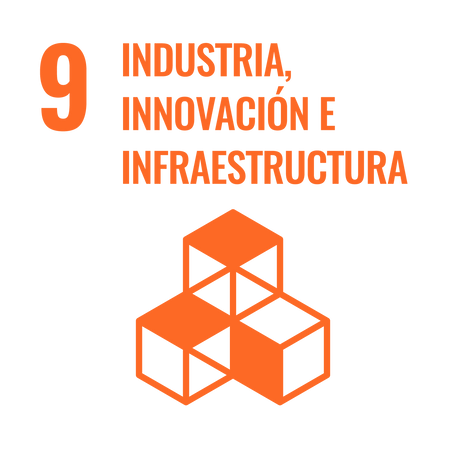 9
INDUSTRIA,
INNOVACIÓN E
INFRAESTRUCTURA